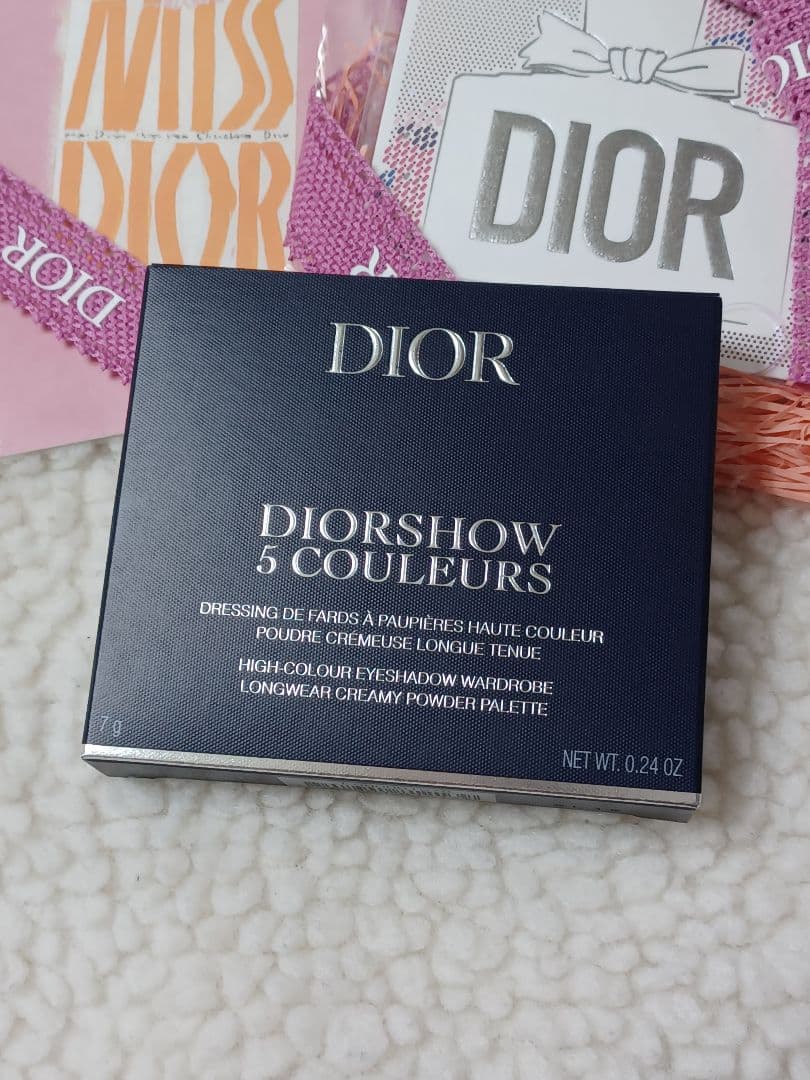 MISS
DIOR
DIOR
DIOR
DIOR
DIORSHOW
5 COULEURS
DRESSING DE FARDS À PAUPIÈRES HAUTE COULEUR
POUDRE CRÉMEUSE LONGUE TENUE
HIGH-COLOUR EYESHADOW WARDROBE
LONGWEAR CREAMY POWDER PALETTE
7 g
NET WT. 0.24 OZ